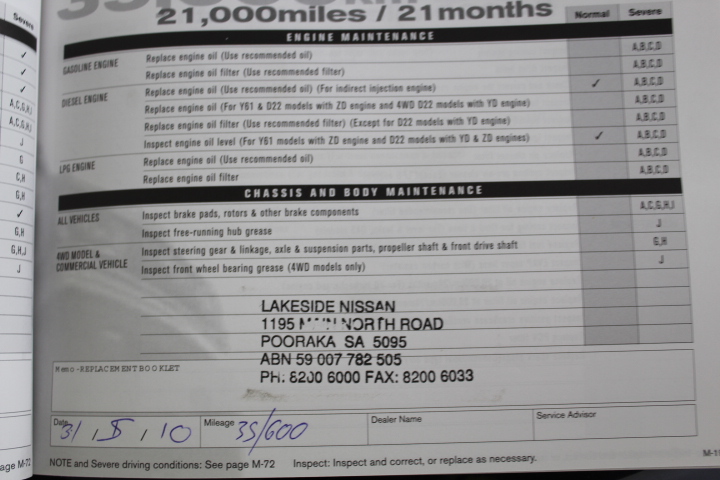 Severe
✓
✓
✓
A,C,G,H,I
A,C,G,H,I
J
G
C,H
G,H
✓
G,H
G,H,J
J
21,000miles / 21months
Normal Severe
ENGINE MAINTENANCE
GASOLINE ENGINE Replace engine oil (Use recommended oil) A,B,C,D
Replace engine oil filter (Use recommended filter) A,B,C,D
DIESEL ENGINE Replace engine oil (Use recommended oil) (For indirect injection engine) ✓ A,B,C,D
Replace engine oil (For Y61 & D22 models with ZD engine and 4WD D22 models with YD engine) A,B,C,D
Replace engine oil filter (Use recommended filter) (Except for D22 models with YD engine) A,B,C,D
Inspect engine oil level (For Y61 models with ZD engine and D22 models with YD & ZD engines) ✓ A,B,C,D
LPG ENGINE Replace engine oil (Use recommended oil) A,B,C,D
Replace engine oil filter A,B,C,D
CHASSIS AND BODY MAINTENANCE
ALL VEHICLES Inspect brake pads, rotors & other brake components A,C,G,H,I
Inspect free-running hub grease J
4WD MODEL & COMMERCIAL VEHICLE Inspect steering gear & linkage, axle & suspension parts, propeller shaft & front drive shaft G,H
Inspect front wheel bearing grease (4WD models only) J
LAKESIDE NISSAN
1195 MAIN NORTH ROAD
POORAKA SA 5095
ABN 59 007 782 505
PH: 8200 6000 FAX: 8200 6033
Memo -REPLACEMENT BOOKLET
Date 31 / 5 / 10 Mileage 35/600 Dealer Name Service Advisor
NOTE and Severe driving conditions: See page M-72 Inspect: Inspect and correct, or replace as necessary.
age M-72